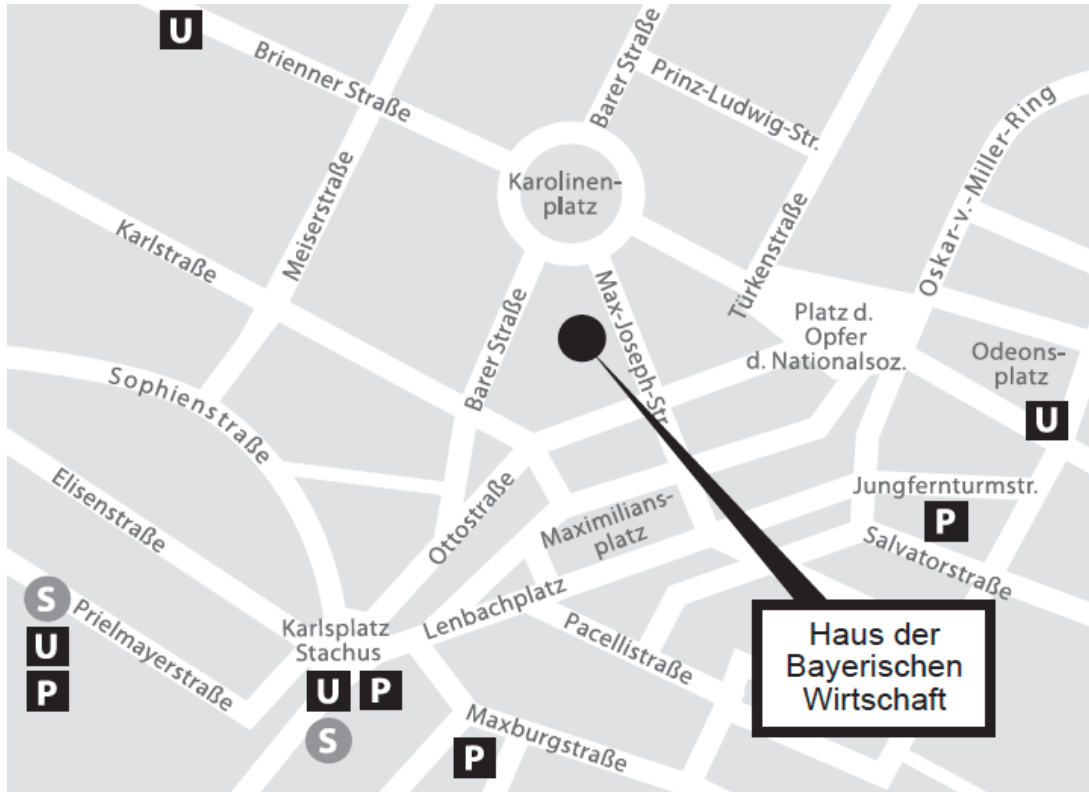 U
Brienner Straße
Barer Straße
Prinz-Ludwig-Str.
Oskar-v.-Miller-Ring
Karolinen-
platz
Meiserstraße
Karlstraße
Türkenstraße
Max-Joseph-Str.
Barer Straße
Platz d.
Opfer
d. Nationalsoz.
Odeons-
platz
U
Sophienstraße
Elisenstraße
Ottostraße
Maximilians-
platz
Jungfernturmstr.
P
Salvatorstraße
S
U
P
Prielmayerstraße
Karlsplatz
Stachus
U P
S
Lenbachplatz
Pacellistraße
Maxburgstraße
P
Haus der
Bayerischen
Wirtschaft